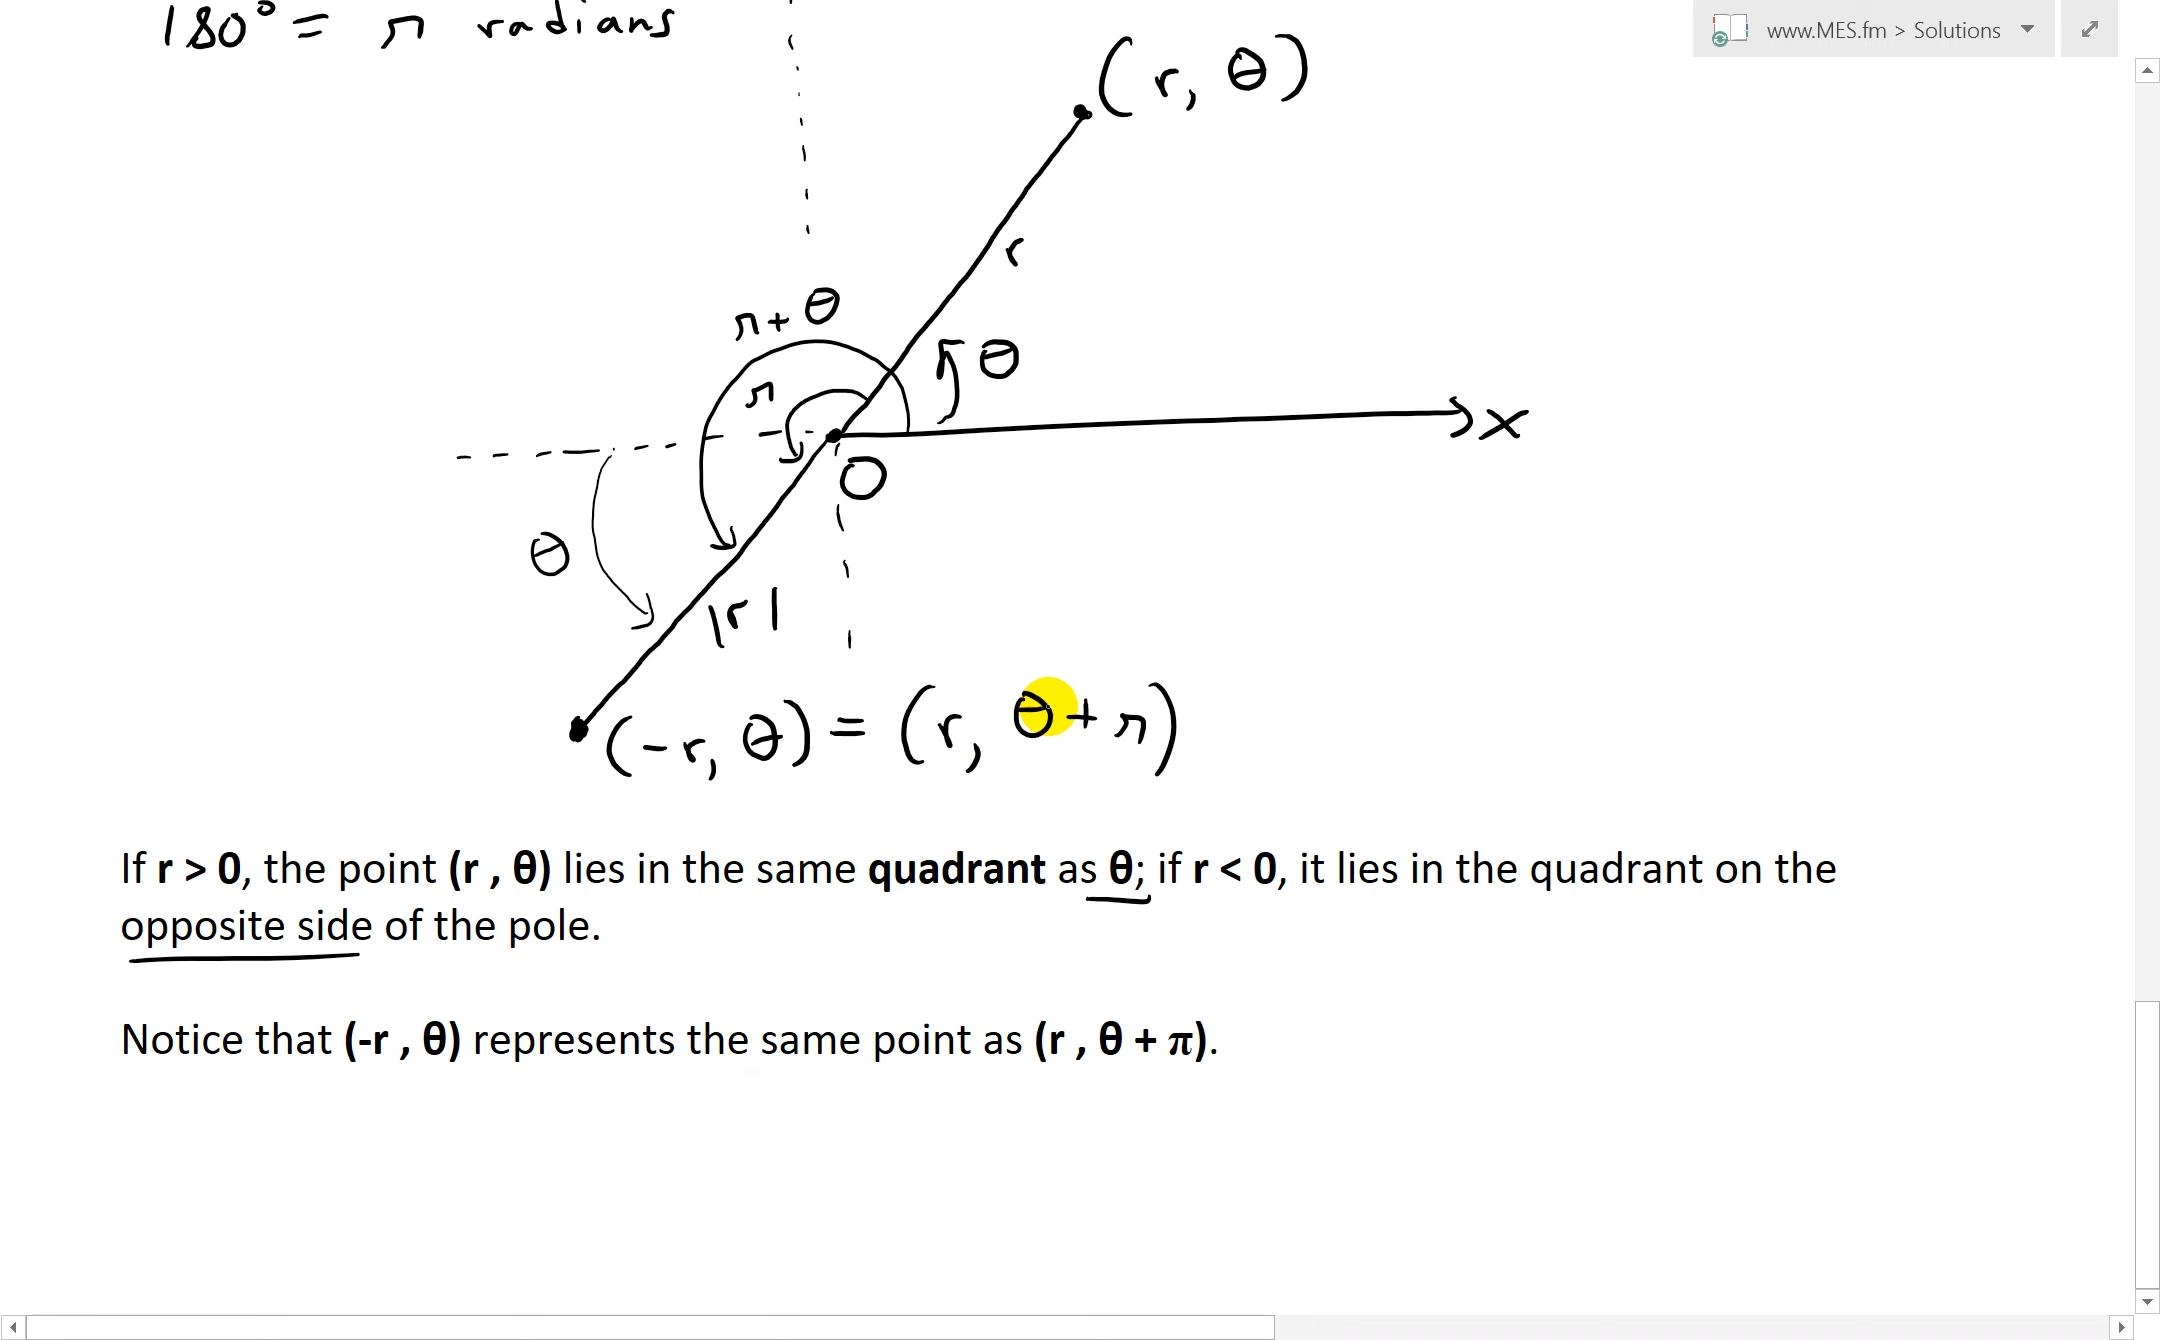 180° = π radians
www.MES.fm > Solutions
(r, θ)
r
π + θ
θ
π
x
O
θ
|r|
(-r, θ) = (r, θ + π)
If r > 0, the point (r , θ) lies in the same quadrant as θ; if r < 0, it lies in the quadrant on the
opposite side of the pole.
Notice that (-r , θ) represents the same point as (r , θ + π).